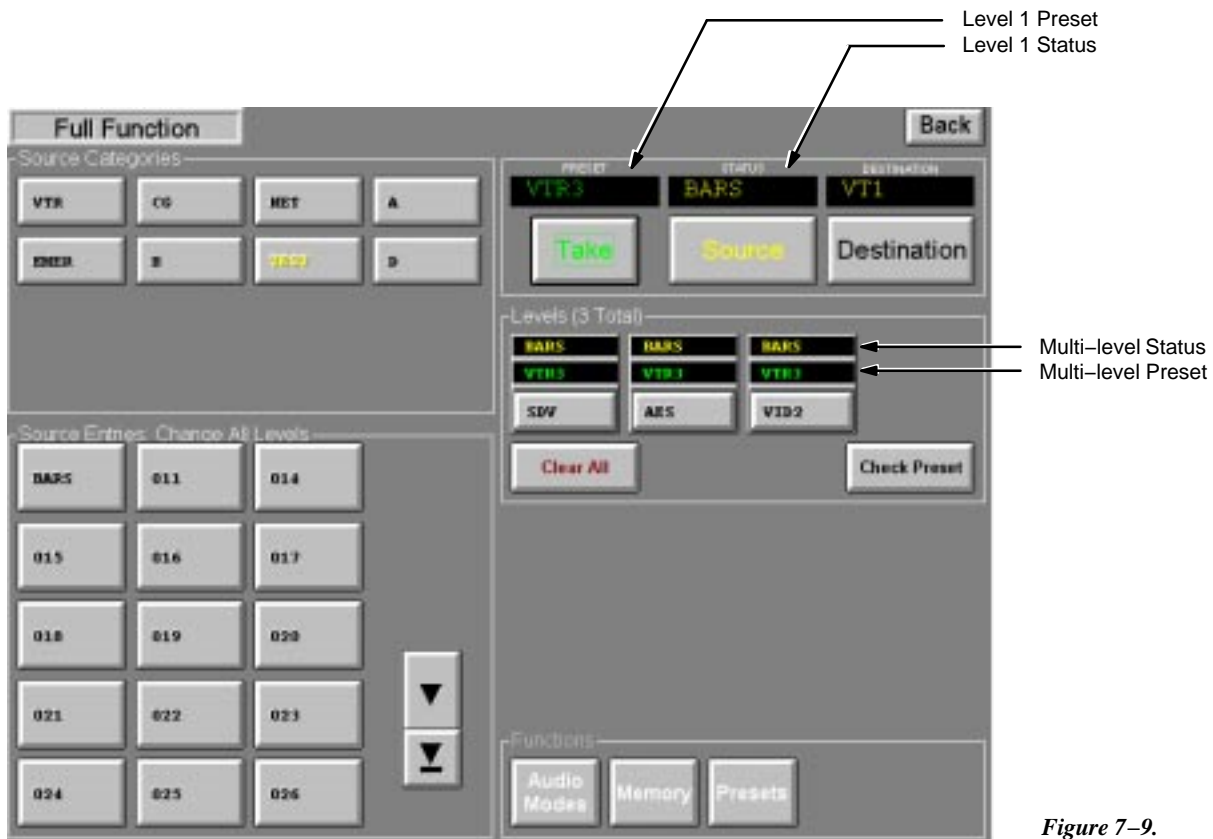 Level 1 Preset
Level 1 Status
Full Function
Back
Source Categories
VTR
CG
NET
A
EMER
B
TEST
D
PRESET
STATUS
DESTINATION
VTR3
BARS
VT1
Take
Source
Destination
Levels (3 Total)
BARS
BARS
BARS
Multi–level Status
VTR3
VTR3
VTR3
Multi–level Preset
SDV
AES
VID2
Clear All
Check Preset
Source Entries: Change All Levels
BARS
011
014
015
016
017
018
019
020
021
022
023
024
025
026
Functions
Audio Modes
Memory
Presets
Figure 7–9.